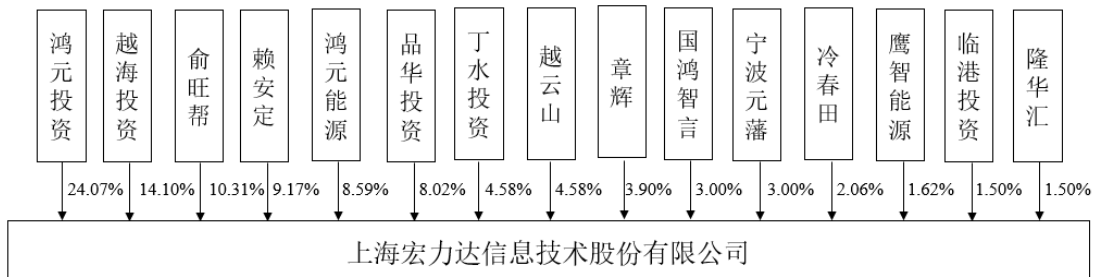 鸿元投资
越海投资
俞旺帮
赖安定
鸿元能源
品华投资
丁水投资
越云山
章辉
国鸿智言
宁波元藩
冷春田
鹰智能源
临港投资
隆华汇
24.07%
14.10%
10.31%
9.17%
8.59%
8.02%
4.58%
4.58%
3.90%
3.00%
3.00%
2.06%
1.62%
1.50%
1.50%
上海宏力达信息技术股份有限公司